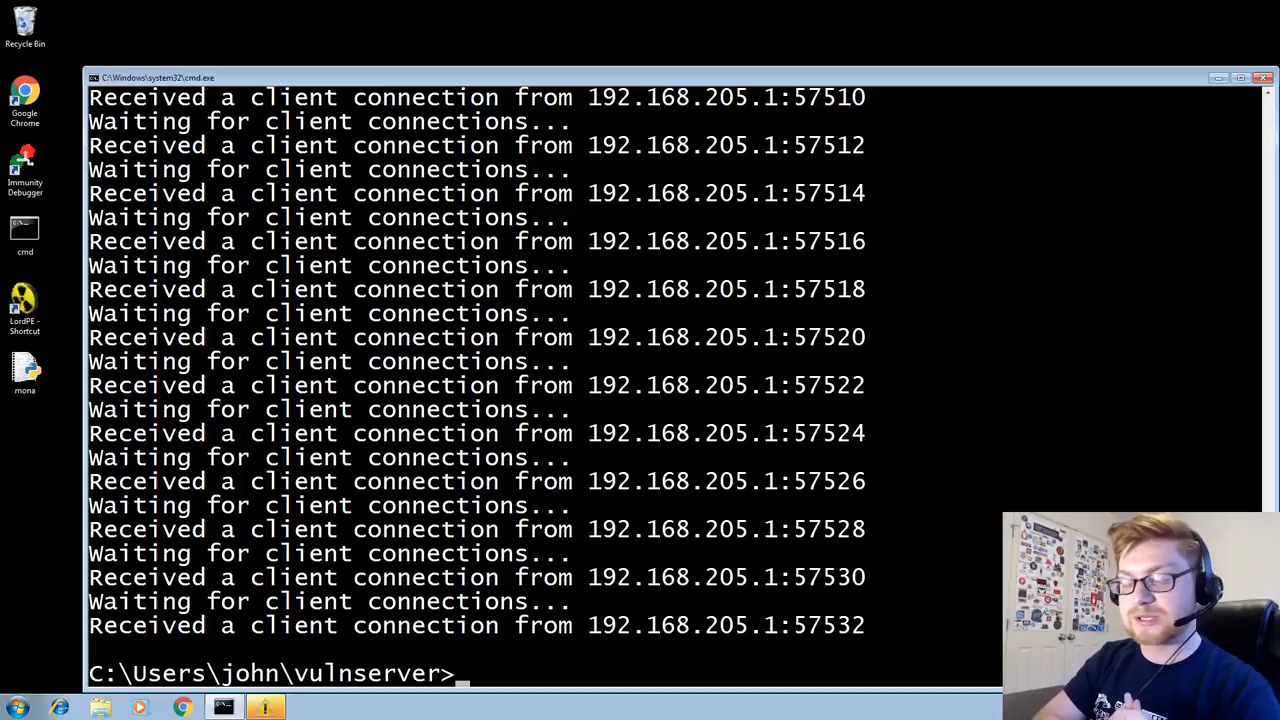 Recycle Bin
Google
Chrome
Immunity
Debugger
cmd
LordPE -
Shortcut
mona
C:\Windows\system32\cmd.exe
Received a client connection from 192.168.205.1:57510
Waiting for client connections...
Received a client connection from 192.168.205.1:57512
Waiting for client connections...
Received a client connection from 192.168.205.1:57514
Waiting for client connections...
Received a client connection from 192.168.205.1:57516
Waiting for client connections...
Received a client connection from 192.168.205.1:57518
Waiting for client connections...
Received a client connection from 192.168.205.1:57520
Waiting for client connections...
Received a client connection from 192.168.205.1:57522
Waiting for client connections...
Received a client connection from 192.168.205.1:57524
Waiting for client connections...
Received a client connection from 192.168.205.1:57526
Waiting for client connections...
Received a client connection from 192.168.205.1:57528
Waiting for client connections...
Received a client connection from 192.168.205.1:57530
Waiting for client connections...
Received a client connection from 192.168.205.1:57532
C:\Users\john\vulnserver>